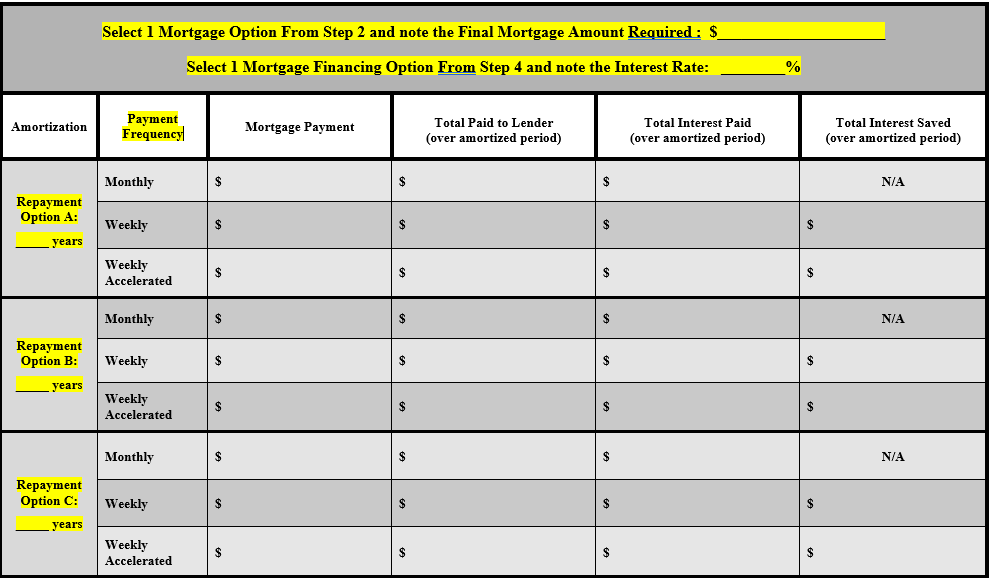 Select 1 Mortgage Option From Step 2 and note the Final Mortgage Amount Required : $____________________
Select 1 Mortgage Financing Option From Step 4 and note the Interest Rate: ________%
Amortization
Payment
Frequency
Mortgage Payment
Total Paid to Lender
(over amortized period)
Total Interest Paid
(over amortized period)
Total Interest Saved
(over amortized period)
Repayment
Option A:
____ years
Monthly $ $ $ N/A
Weekly $ $ $ $
Weekly
Accelerated $ $ $ $
Repayment
Option B:
____ years
Monthly $ $ $ N/A
Weekly $ $ $ $
Weekly
Accelerated $ $ $ $
Repayment
Option C:
____ years
Monthly $ $ $ N/A
Weekly $ $ $ $
Weekly
Accelerated $ $ $ $